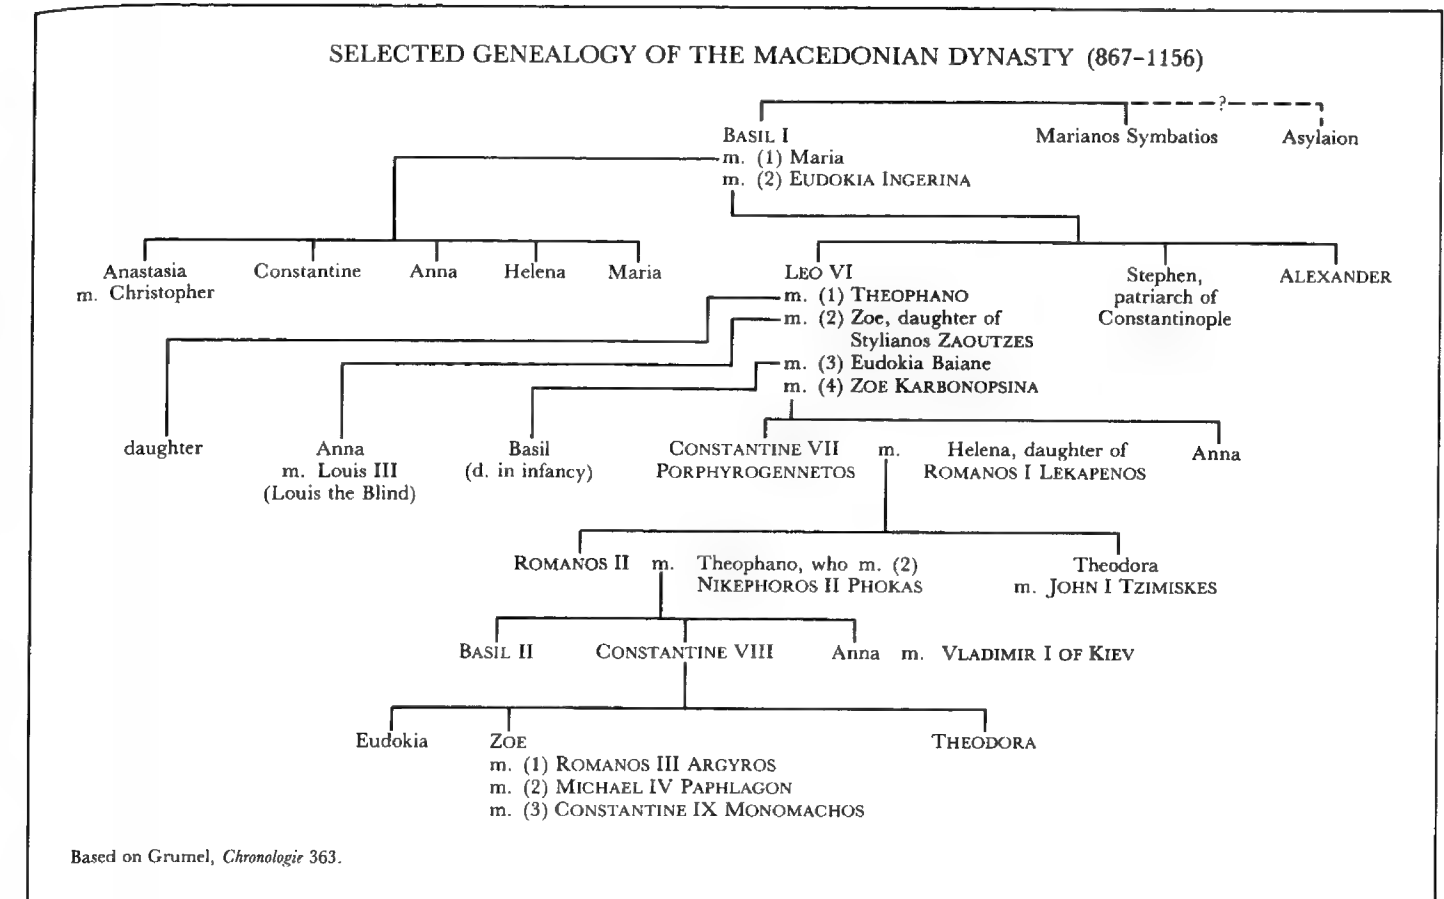 SELECTED GENEALOGY OF THE MACEDONIAN DYNASTY (867–1156)
?
BASIL I
m. (1) Maria
m. (2) EUDOKIA INGERINA
Marianos Symbatios
Asylaion
Anastasia
m. Christopher
Constantine
Anna
Helena
Maria
LEO VI
m. (1) THEOPHANO
m. (2) Zoe, daughter of
Stylianos ZAOUTZES
m. (3) Eudokia Baiane
m. (4) ZOE KARBONOPSINA
Stephen,
patriarch of
Constantinople
ALEXANDER
daughter
Anna
m. Louis III
(Louis the Blind)
Basil
(d. in infancy)
CONSTANTINE VII
PORPHYROGENNETOS
m.
Helena, daughter of
ROMANOS I LEKAPENOS
Anna
ROMANOS II m. Theophano, who m. (2)
NIKEPHOROS II PHOKAS
Theodora
m. JOHN I TZIMISKES
BASIL II
CONSTANTINE VIII
Anna m. VLADIMIR I OF KIEV
Eudokia
ZOE
m. (1) ROMANOS III ARGYROS
m. (2) MICHAEL IV PAPHLAGON
m. (3) CONSTANTINE IX MONOMACHOS
THEODORA
Based on Grumel, Chronologie 363.